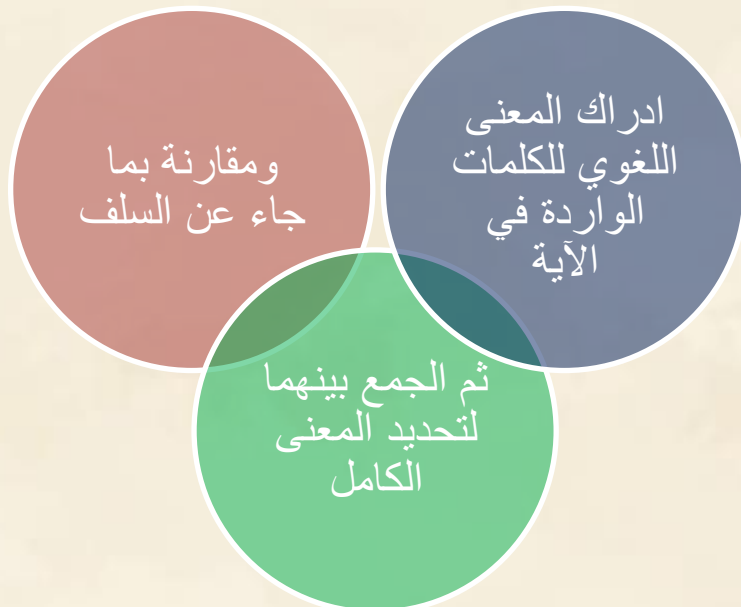 ادراك المعنى
اللغوي للكلمات
الواردة في
الآية
ومقارنة بما
جاء عن السلف
ثم الجمع بينهما
لتحديد المعنى
الكامل